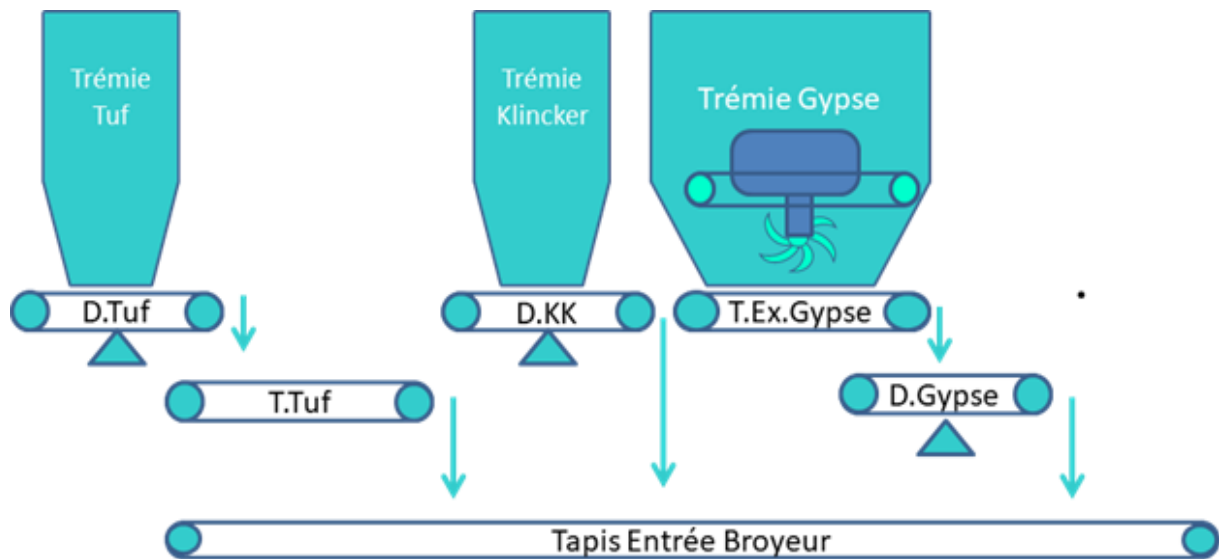 Trémie
Tuf
Trémie
Klincker
Trémie Gypse
D.Tuf
D.KK
T.Ex.Gypse
T.Tuf
D.Gypse
Tapis Entrée Broyeur